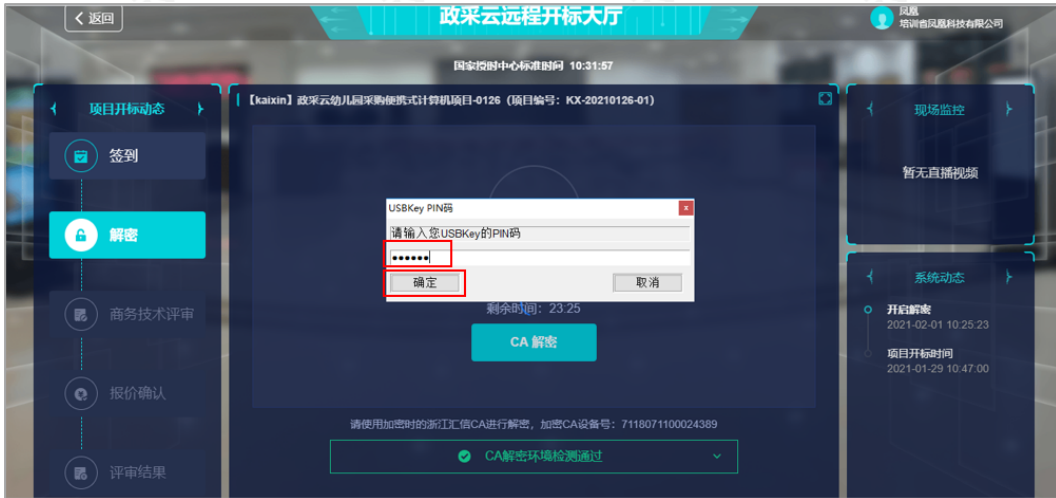 返回
政采云远程开标大厅
凤凰
培训省凤凰科技有限公司
国家授时中心标准时间 10:31:57
项目开标动态
签到
解密
商务技术评审
报价确认
评审结果
【kaixin】政采云幼儿园采购便携式计算机项目-0126（项目编号：KX-20210126-01）
USBKey PIN码
x
请输入您USBKey的PIN码
••••••
确定
取消
剩余时间：23:25
CA 解密
请使用加密时的浙江汇信CA进行解密，加密CA设备号：7118071100024389
CA解密环境检测通过
现场监控
暂无直播视频
系统动态
开启解密
2021-02-01 10:25:23
项目开标时间
2021-01-29 10:47:00